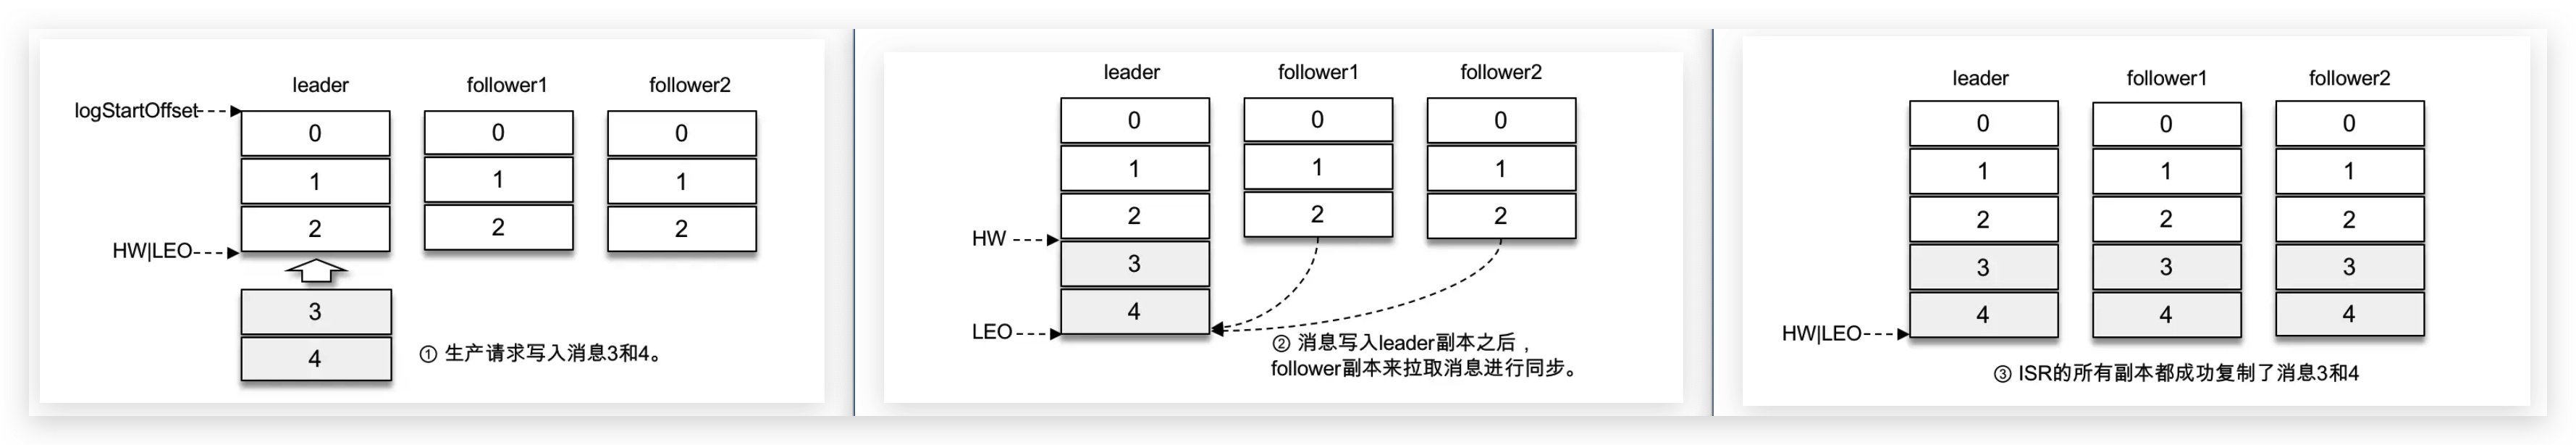 leader
follower1
follower2
logStartOffset
0
0
0
1
1
1
2
2
2
HW|LEO
3
4
① 生产请求写入消息3和4。
leader
follower1
follower2
0
0
0
1
1
1
2
2
2
HW
3
4
LEO
② 消息写入leader副本之后，
follower副本来拉取消息进行同步。
leader
follower1
follower2
0
0
0
1
1
1
2
2
2
3
3
3
4
4
4
HW|LEO
③ ISR的所有副本都成功复制了消息3和4